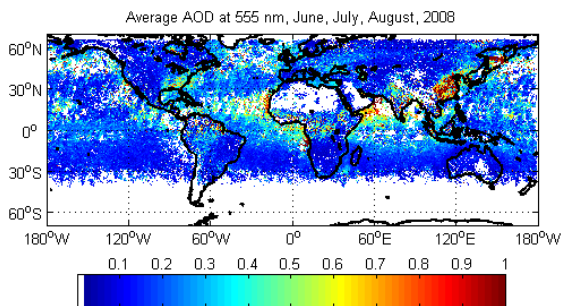 Average AOD at 555 nm, June, July, August, 2008
60°N
30°N
0°
30°S
60°S
180°W 120°W 60°W 0° 60°E 120°E 180°W
0.1 0.2 0.3 0.4 0.5 0.6 0.7 0.8 0.9 1